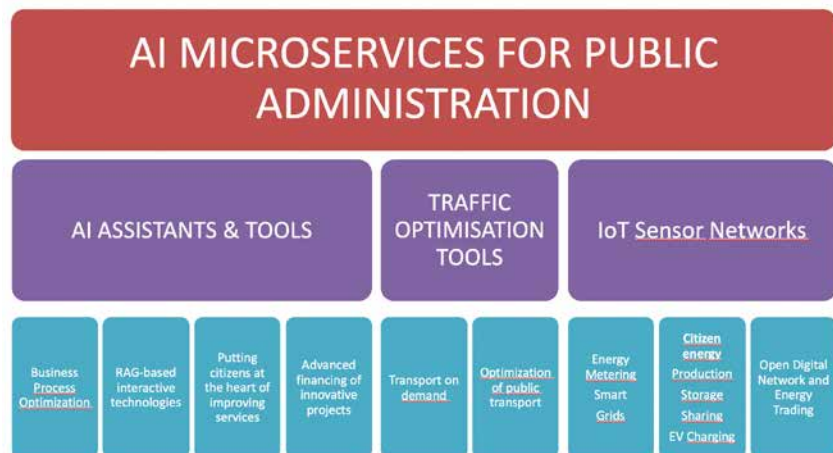 AI MICROSERVICES FOR PUBLIC
ADMINISTRATION
AI ASSISTANTS & TOOLS
TRAFFIC
OPTIMISATION
TOOLS
IoT Sensor Networks
Business
Process
Optimization
RAG-based
interactive
technologies
Putting
citizens at
the heart of
improving
services
Advanced
financing of
innovative
projects
Transport on
demand
Optimization
of public
transport
Energy
Metering
Smart
Grids
Citizen
energy
Production
Storage
Sharing
EV Charging
Open Digital
Network and
Energy
Trading